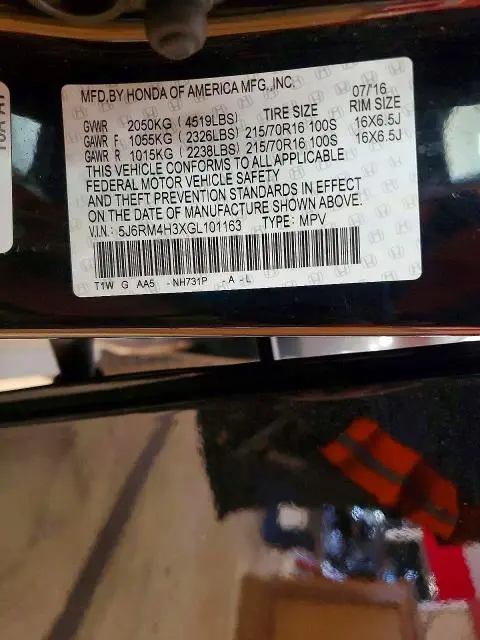 MFD.BY HONDA OF AMERICA MFG.,INC. 07/16
GVWR 2050KG (4519LBS) TIRE SIZE RIM SIZE
GAWR F 1055KG (2326LBS) 215/70R16 100S 16X6.5J
GAWR R 1015KG (2238LBS) 215/70R16 100S 16X6.5J
THIS VEHICLE CONFORMS TO ALL APPLICABLE
FEDERAL MOTOR VEHICLE SAFETY
AND THEFT PREVENTION STANDARDS IN EFFECT
ON THE DATE OF MANUFACTURE SHOWN ABOVE.
V.I.N.: 5J6RM4H3XGL101163 TYPE: MPV
T1W G AA5 -NH731P -A -L